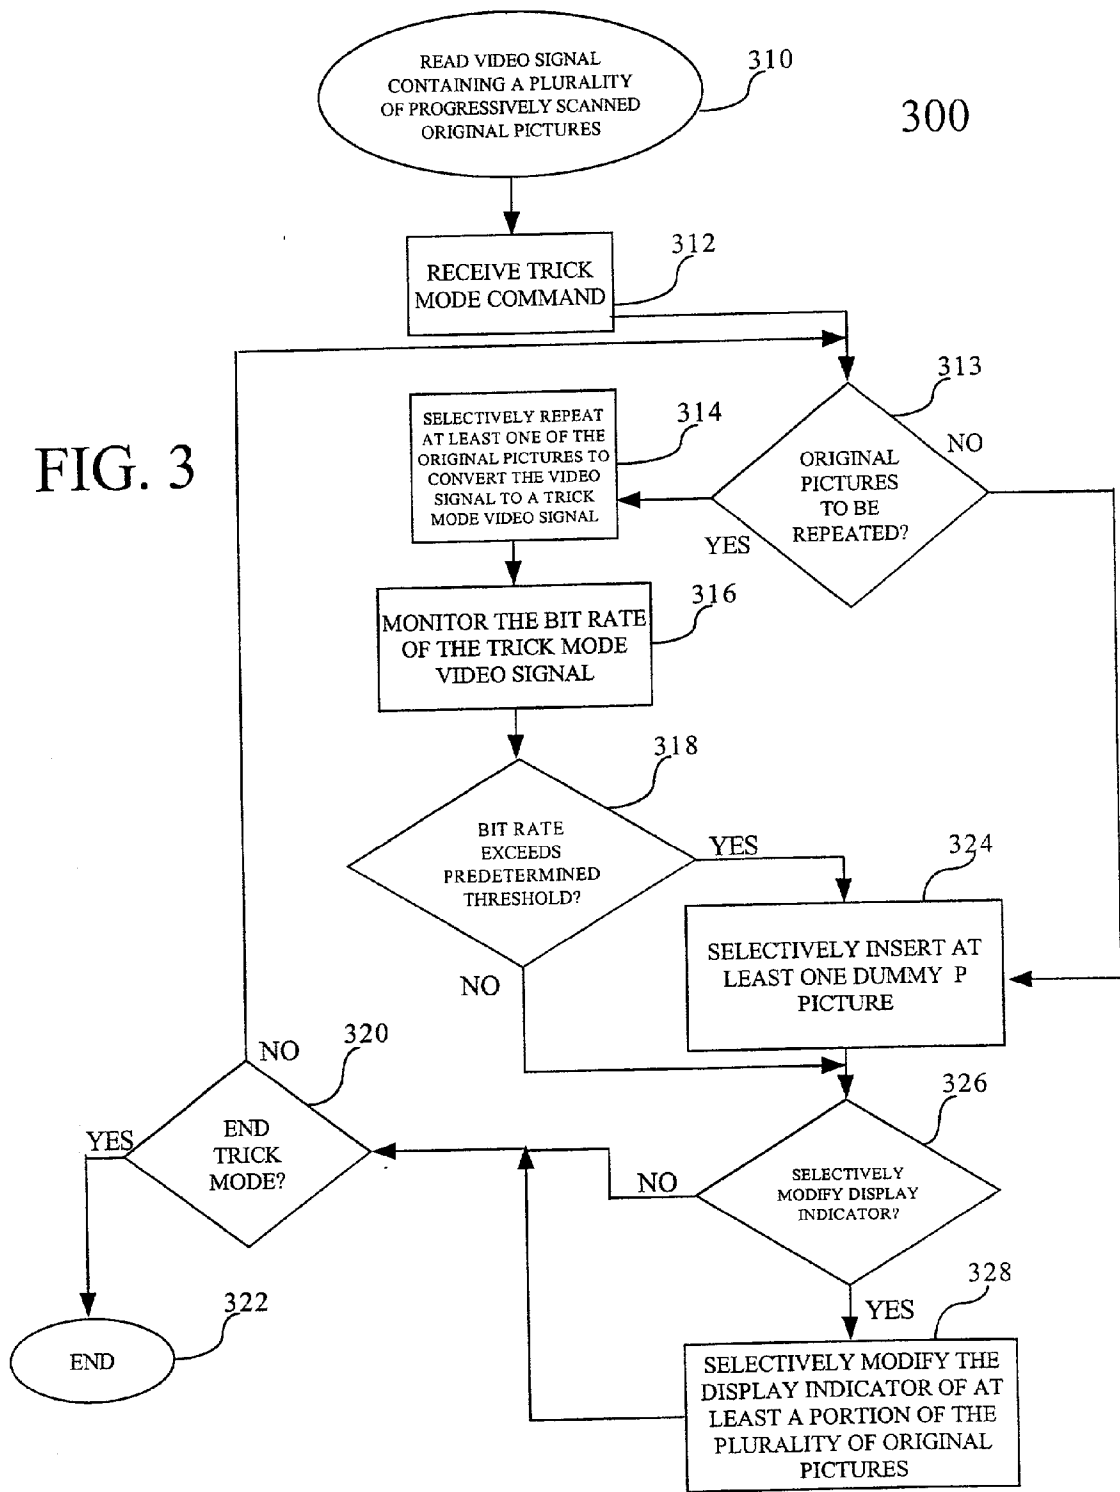 READ VIDEO SIGNAL
CONTAINING A PLURALITY
OF PROGRESSIVELY SCANNED
ORIGINAL PICTURES
310
300
RECEIVE TRICK
MODE COMMAND
312
313
ORIGINAL
PICTURES
TO BE
REPEATED?
NO
YES
FIG. 3
SELECTIVELY REPEAT
AT LEAST ONE OF THE
ORIGINAL PICTURES TO
CONVERT THE VIDEO
SIGNAL TO A TRICK
MODE VIDEO SIGNAL
314
MONITOR THE BIT RATE
OF THE TRICK MODE
VIDEO SIGNAL
316
318
BIT RATE
EXCEEDS
PREDETERMINED
THRESHOLD?
YES
NO
324
SELECTIVELY INSERT AT
LEAST ONE DUMMY P
PICTURE
320
NO
END
TRICK
MODE?
YES
326
SELECTIVELY
MODIFY DISPLAY
INDICATOR?
NO
YES
322
END
328
SELECTIVELY MODIFY THE
DISPLAY INDICATOR OF AT
LEAST A PORTION OF THE
PLURALITY OF ORIGINAL
PICTURES